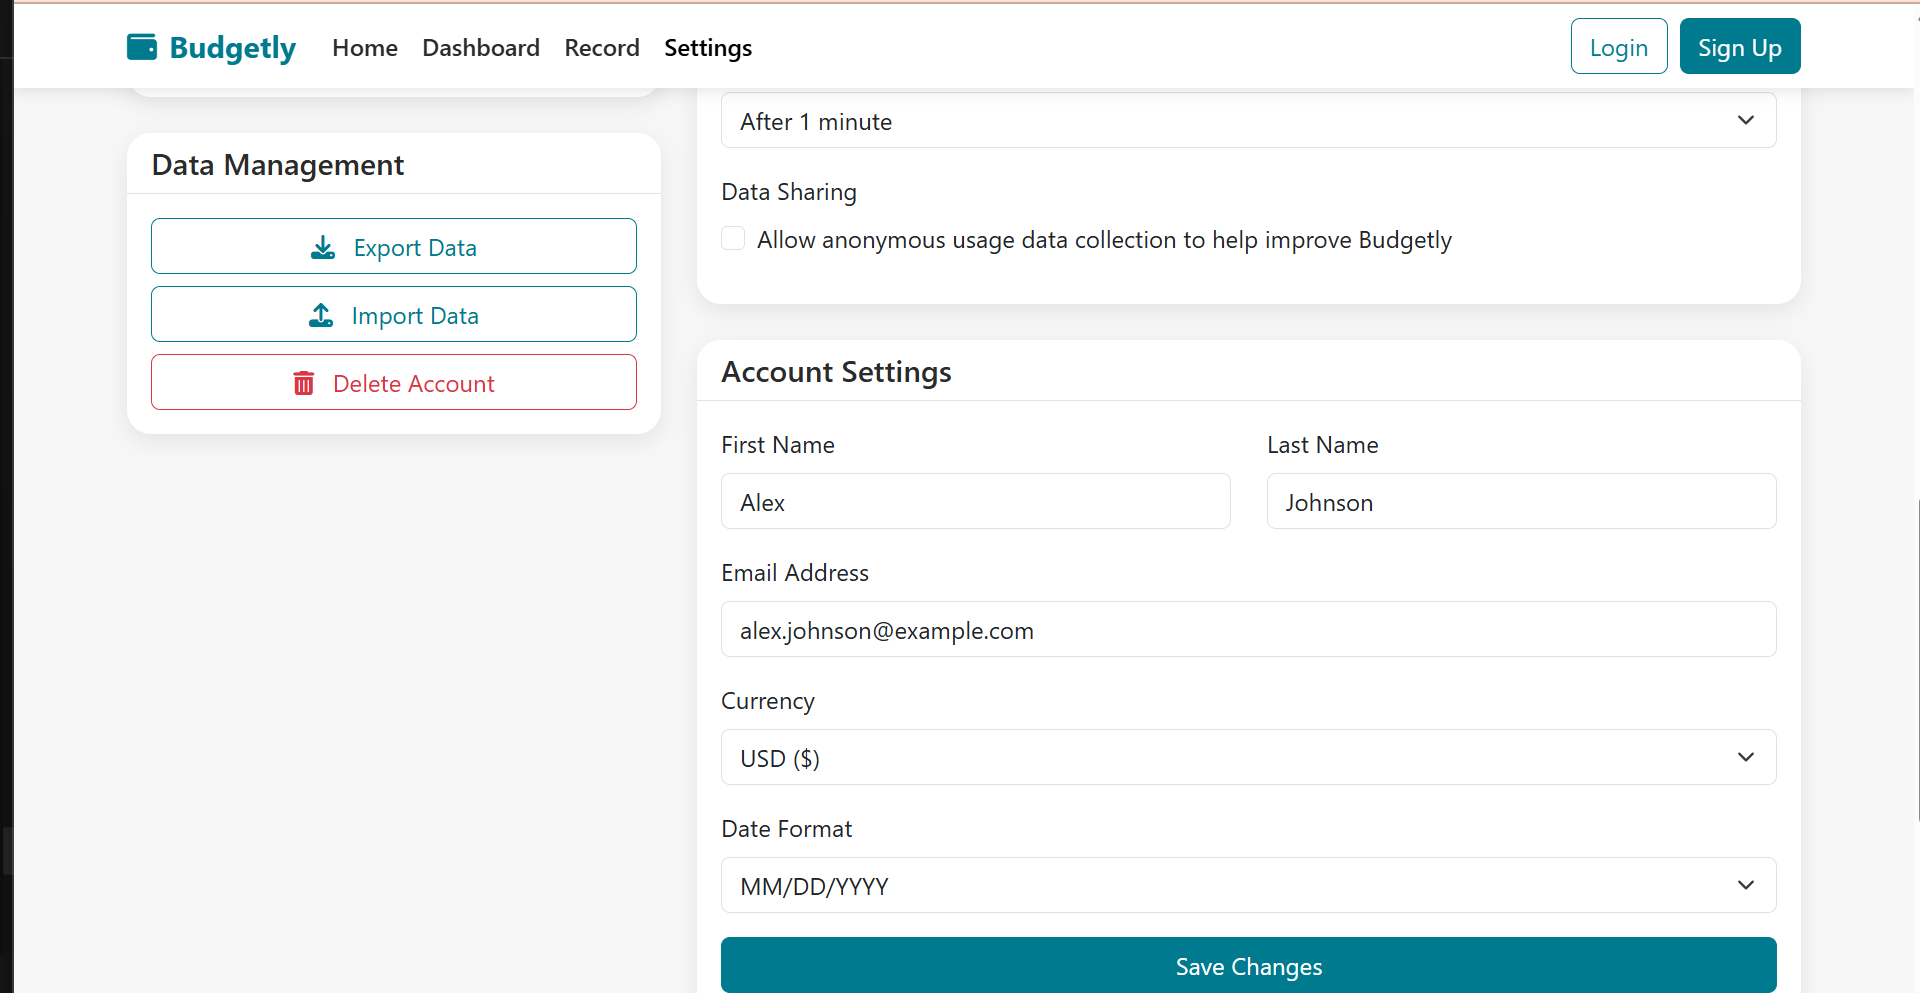 Budgetly Home Dashboard Record Settings Login Sign Up
Data Management
Export Data
Import Data
Delete Account
After 1 minute
Data Sharing
Allow anonymous usage data collection to help improve Budgetly
Account Settings
First Name
Alex
Last Name
Johnson
Email Address
alex.johnson@example.com
Currency
USD ($)
Date Format
MM/DD/YYYY
Save Changes